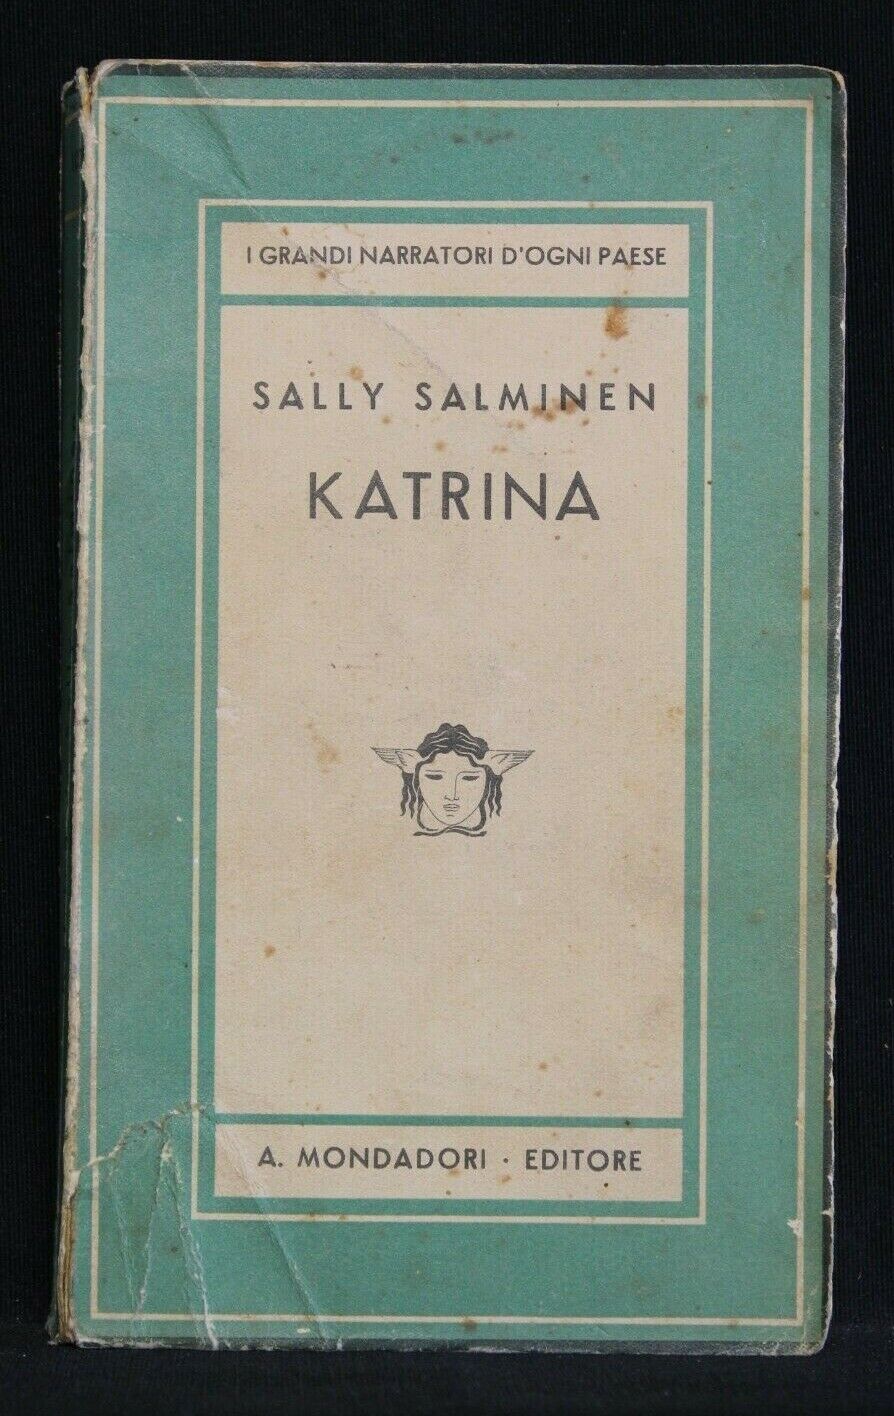 I GRANDI NARRATORI D'OGNI PAESE
SALLY SALMINEN
KATRINA
A. MONDADORI · EDITORE